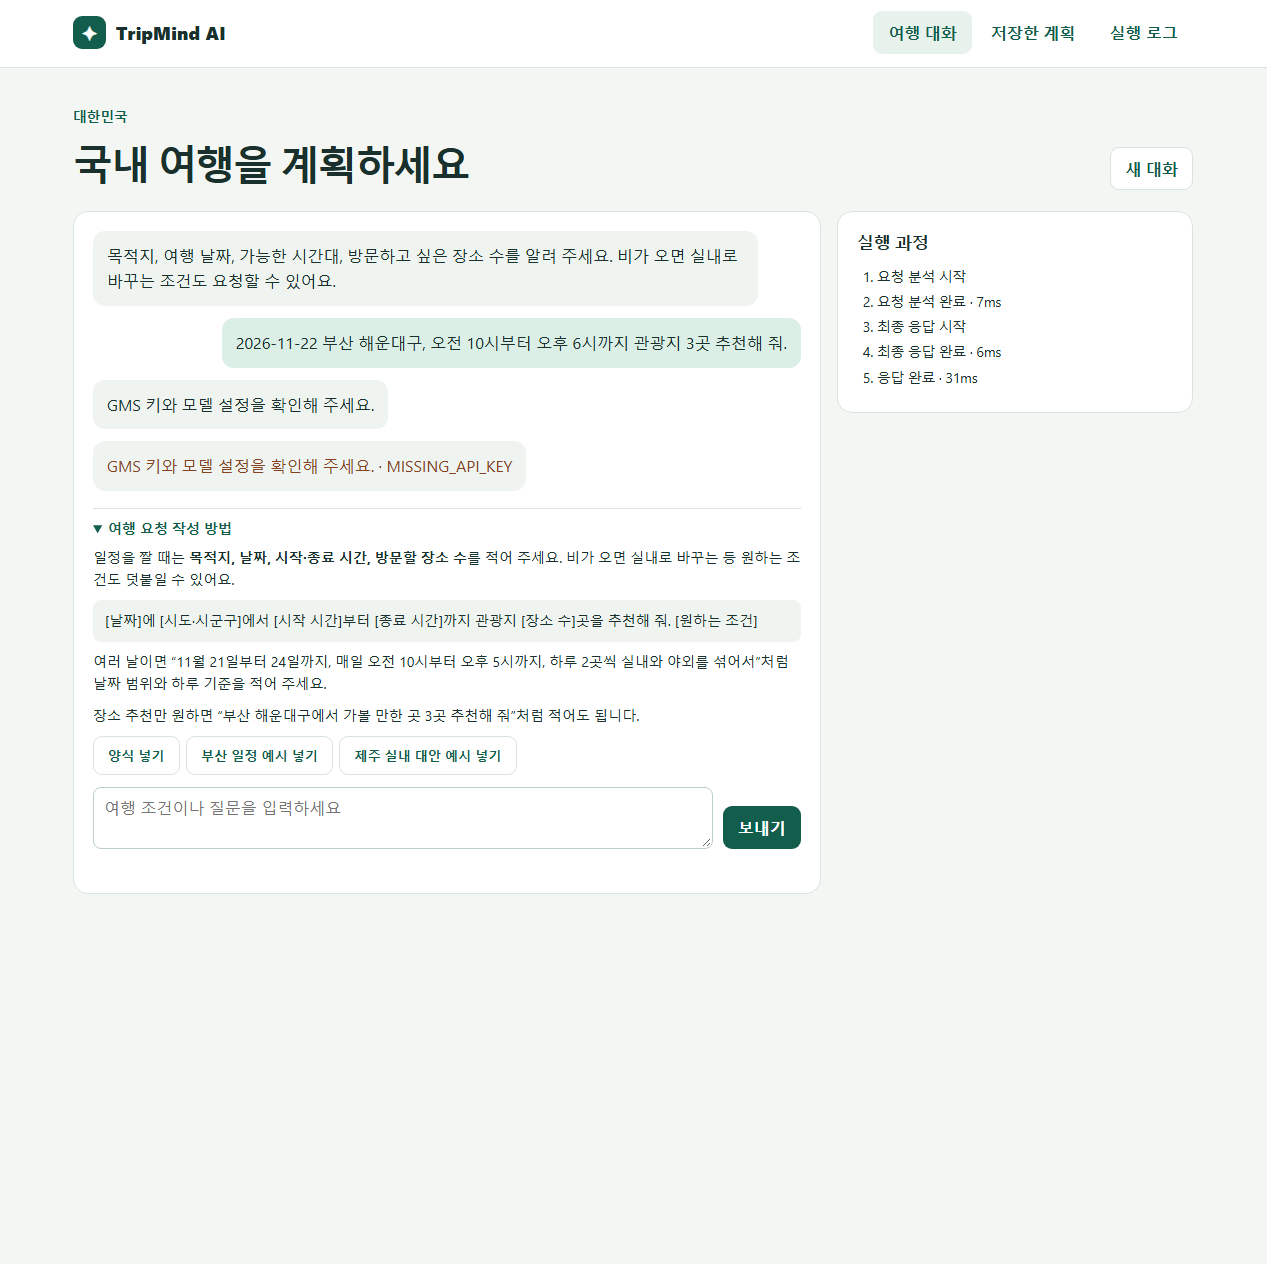 TripMind AI
여행 대화
저장한 계획
실행 로그
대한민국
국내 여행을 계획하세요
새 대화
목적지, 여행 날짜, 가능한 시간대, 방문하고 싶은 장소 수를 알려 주세요. 비가 오면 실내로
바꾸는 조건도 요청할 수 있어요.
2026-11-22 부산 해운대구, 오전 10시부터 오후 6시까지 관광지 3곳 추천해 줘.
GMS 키와 모델 설정을 확인해 주세요.
GMS 키와 모델 설정을 확인해 주세요. · MISSING_API_KEY
▼ 여행 요청 작성 방법
일정을 짤 때는 목적지, 날짜, 시작·종료 시간, 방문할 장소 수를 적어 주세요. 비가 오면 실내로 바꾸는 등 원하는 조
건도 덧붙일 수 있어요.
[날짜]에 [시도·시군구]에서 [시작 시간]부터 [종료 시간]까지 관광지 [장소 수]곳을 추천해 줘. [원하는 조건]
여러 날이면 “11월 21일부터 24일까지, 매일 오전 10시부터 오후 5시까지, 하루 2곳씩 실내와 야외를 섞어서”처럼
날짜 범위와 하루 기준을 적어 주세요.
장소 추천만 원하면 “부산 해운대구에서 가볼 만한 곳 3곳 추천해 줘”처럼 적어도 됩니다.
양식 넣기
부산 일정 예시 넣기
제주 실내 대안 예시 넣기
여행 조건이나 질문을 입력하세요
보내기
실행 과정
1. 요청 분석 시작
2. 요청 분석 완료 · 7ms
3. 최종 응답 시작
4. 최종 응답 완료 · 6ms
5. 응답 완료 · 31ms